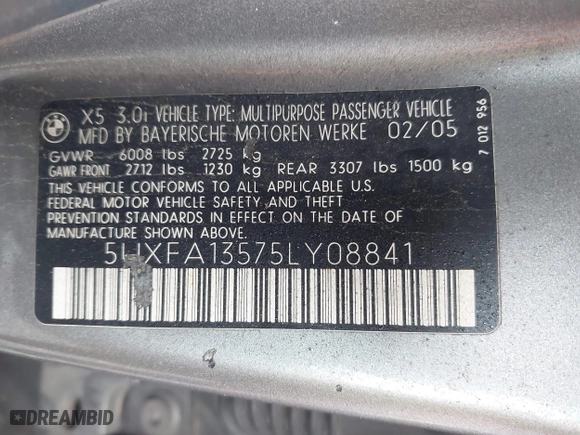 X5 3.0i VEHICLE TYPE: MULTIPURPOSE PASSENGER VEHICLE
MFD BY BAYERISCHE MOTOREN WERKE 02/05
GVWR 6008 lbs 2725 kg
GAWR FRONT 2712 lbs 1230 kg REAR 3307 lbs 1500 kg
THIS VEHICLE CONFORMS TO ALL APPLICABLE U.S.
FEDERAL MOTOR VEHICLE SAFETY AND THEFT
PREVENTION STANDARDS IN EFFECT ON THE DATE OF
MANUFACTURE SHOWN ABOVE.
5UXFA13575LY08841
7 012 956
DREAMBID